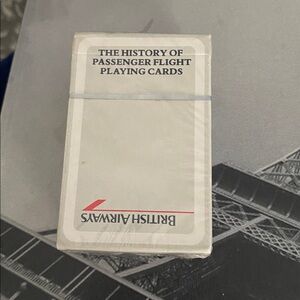 THE HISTORY OF
PASSENGER FLIGHT
PLAYING CARDS
BRITISH AIRWAYS